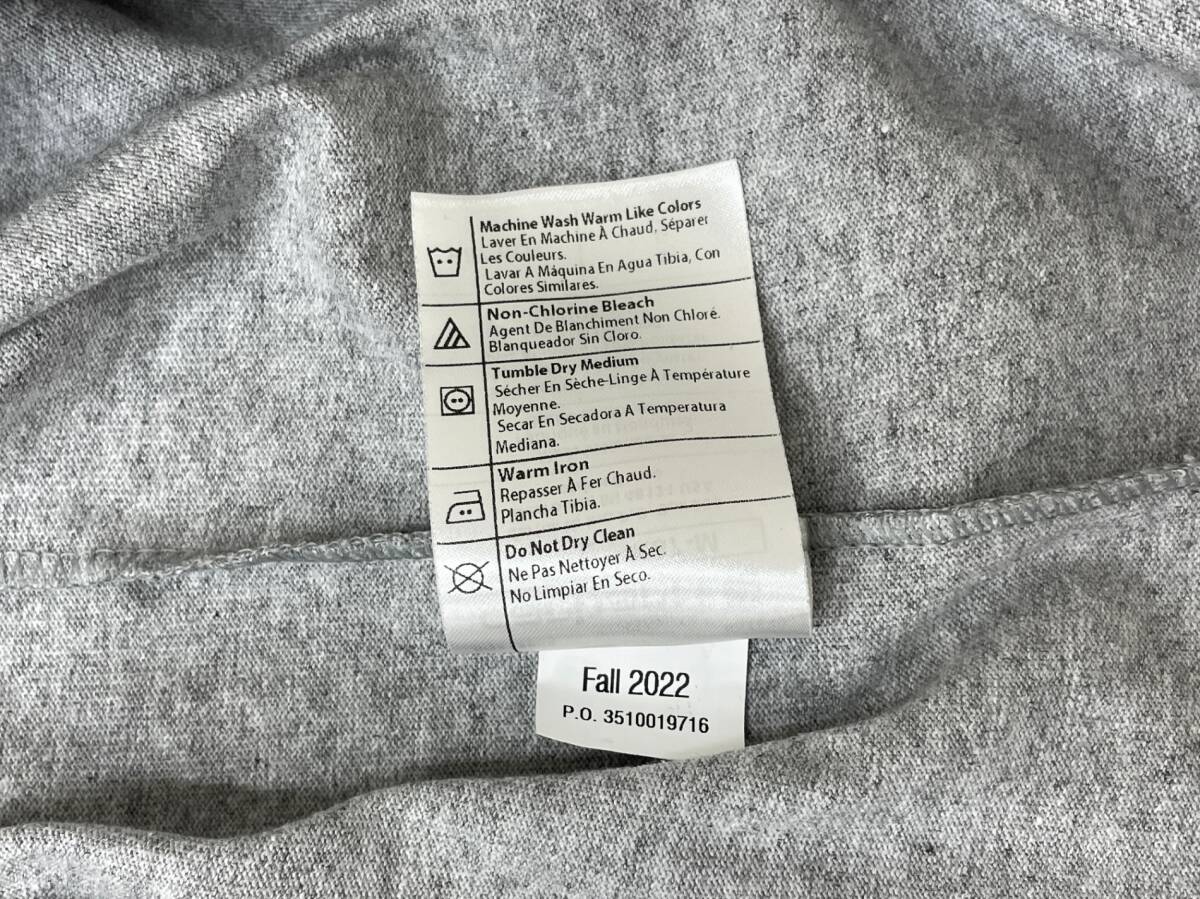 Machine Wash Warm Like Colors
Laver En Machine À Chaud, Séparer
Les Couleurs.
Lavar A Máquina En Agua Tibia, Con
Colores Similares.
Non-Chlorine Bleach
Agent De Blanchiment Non Chloré.
Blanqueador Sin Cloro.
Tumble Dry Medium
Sécher En Sèche-Linge À Température
Moyenne.
Secar En Secadora A Temperatura
Mediana.
Warm Iron
Repasser À Fer Chaud.
Plancha Tibia.
Do Not Dry Clean
Ne Pas Nettoyer À Sec.
No Limpiar En Seco.
Fall 2022
P.O. 3510019716